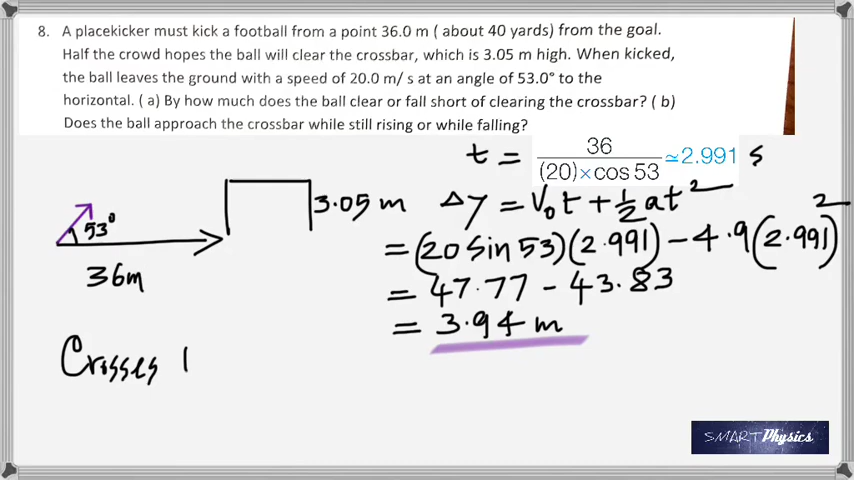 8. A placekicker must kick a football from a point 36.0 m ( about 40 yards) from the goal.
Half the crowd hopes the ball will clear the crossbar, which is 3.05 m high. When kicked,
the ball leaves the ground with a speed of 20.0 m/ s at an angle of 53.0° to the
horizontal. ( a) By how much does the ball clear or fall short of clearing the crossbar? ( b)
Does the ball approach the crossbar while still rising or while falling?
t = 36 / (20)×cos 53 ≃2.991 s
3.05 m
Δy = V₀t + ½at²
53°
= (20 sin 53)(2.991) - 4.9(2.991)²
36m
= 47.77 - 43.83
= 3.94 m
Crosses
SMART Physics